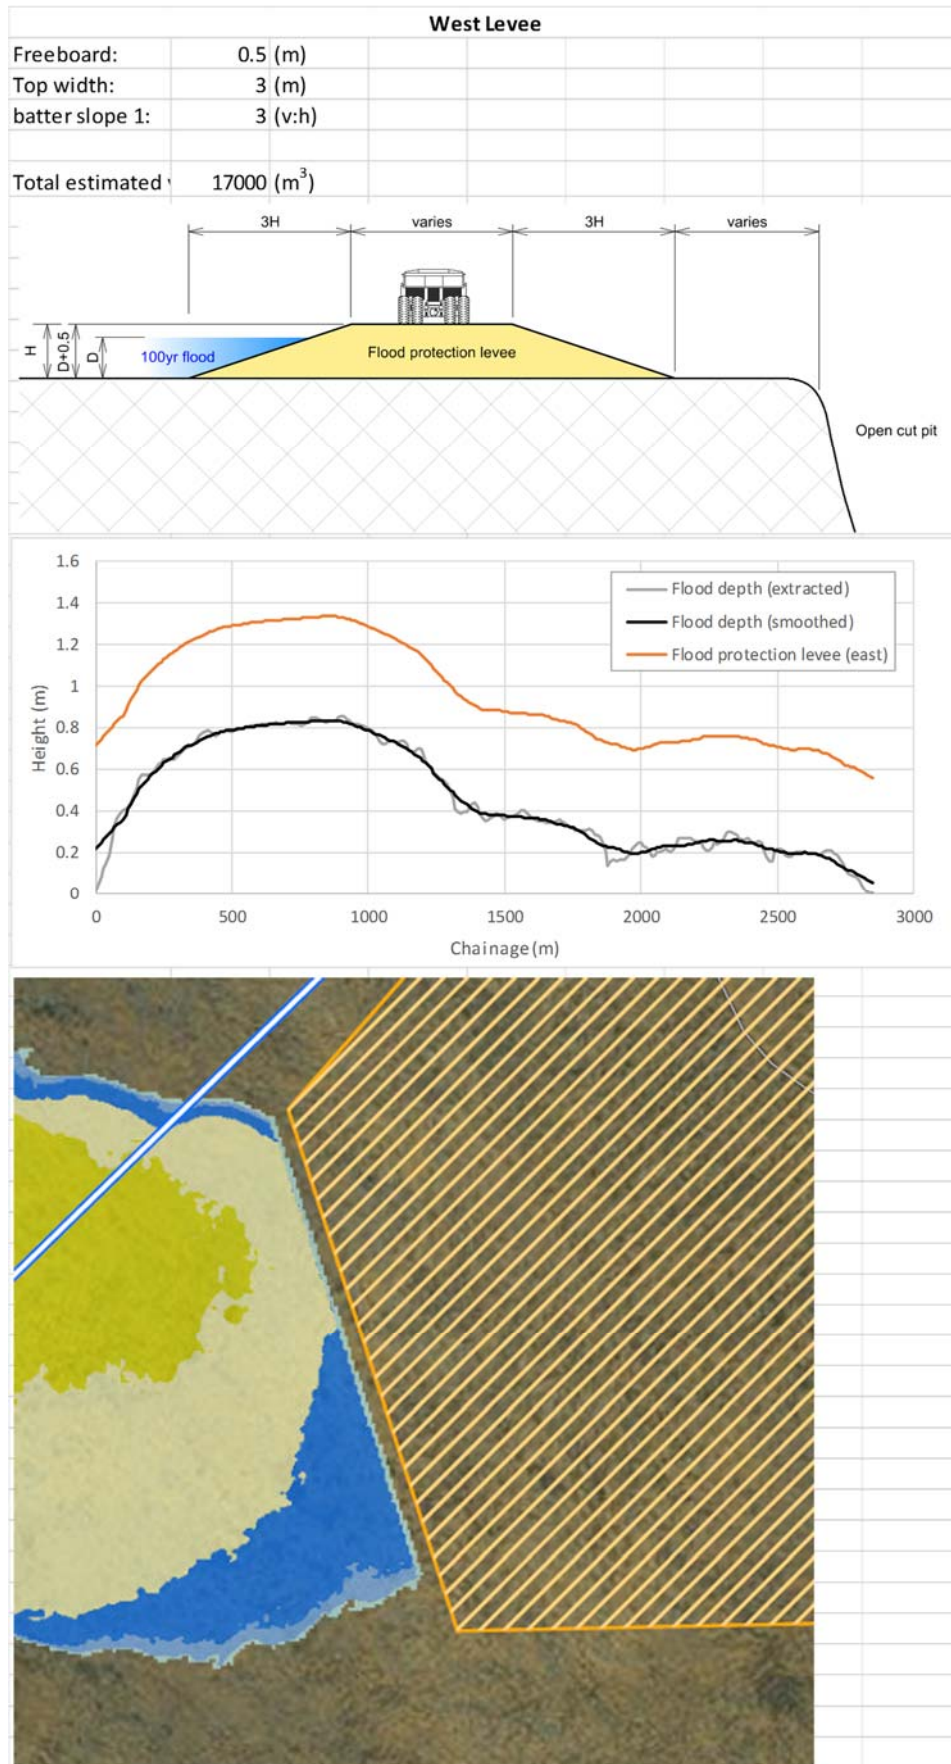 West Levee
Freeboard: 0.5 (m)
Top width: 3 (m)
batter slope 1: 3 (v:h)
Total estimated 17000 (m³)
3H varies 3H varies
H
D+0.5
D
100yr flood
Flood protection levee
Open cut pit
1.6
1.4
1.2
1
0.8
0.6
0.4
0.2
0
Height (m)
Flood depth (extracted)
Flood depth (smoothed)
Flood protection levee (east)
0 500 1000 1500 2000 2500 3000
Chainage (m)